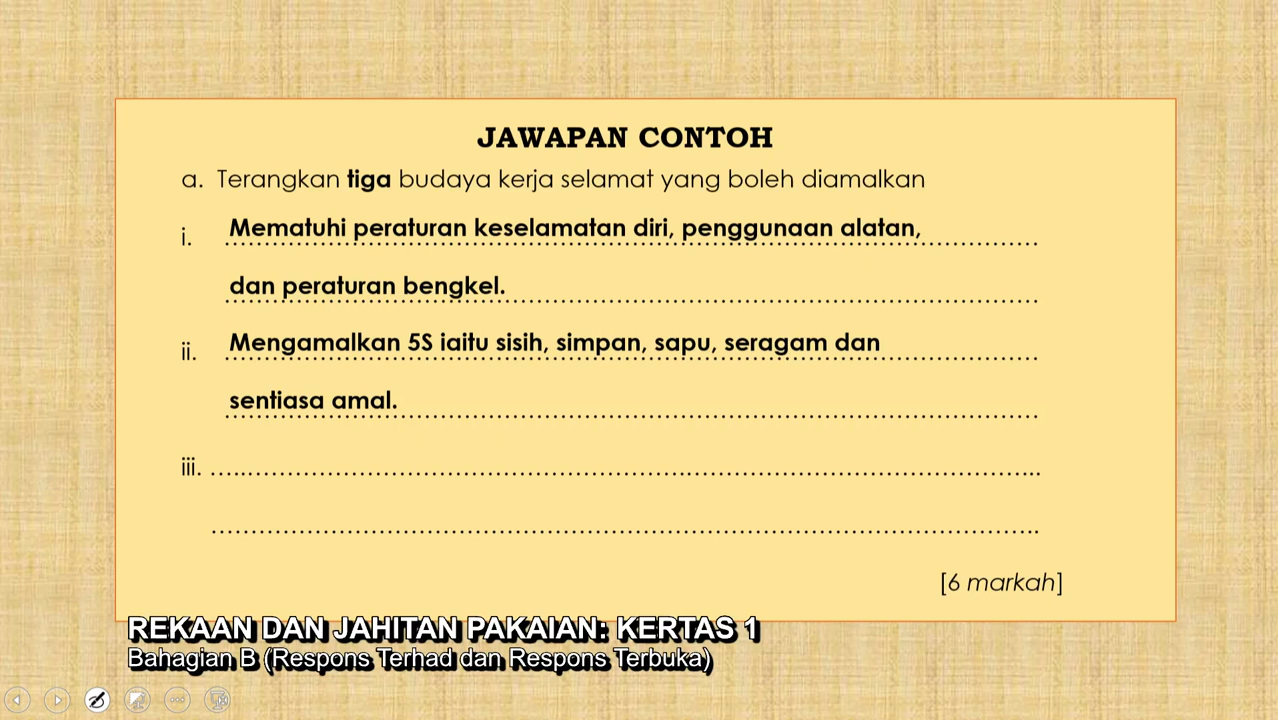 JAWAPAN CONTOH
a. Terangkan tiga budaya kerja selamat yang boleh diamalkan
i. Mematuhi peraturan keselamatan diri, penggunaan alatan,
dan peraturan bengkel.
ii. Mengamalkan 5S iaitu sisih, simpan, sapu, seragam dan
sentiasa amal.
iii. ..............................................................
..............................................................
[6 markah]
REKAAN DAN JAHITAN PAKAIAN: KERTAS 1
Bahagian B (Respons Terhad dan Respons Terbuka)